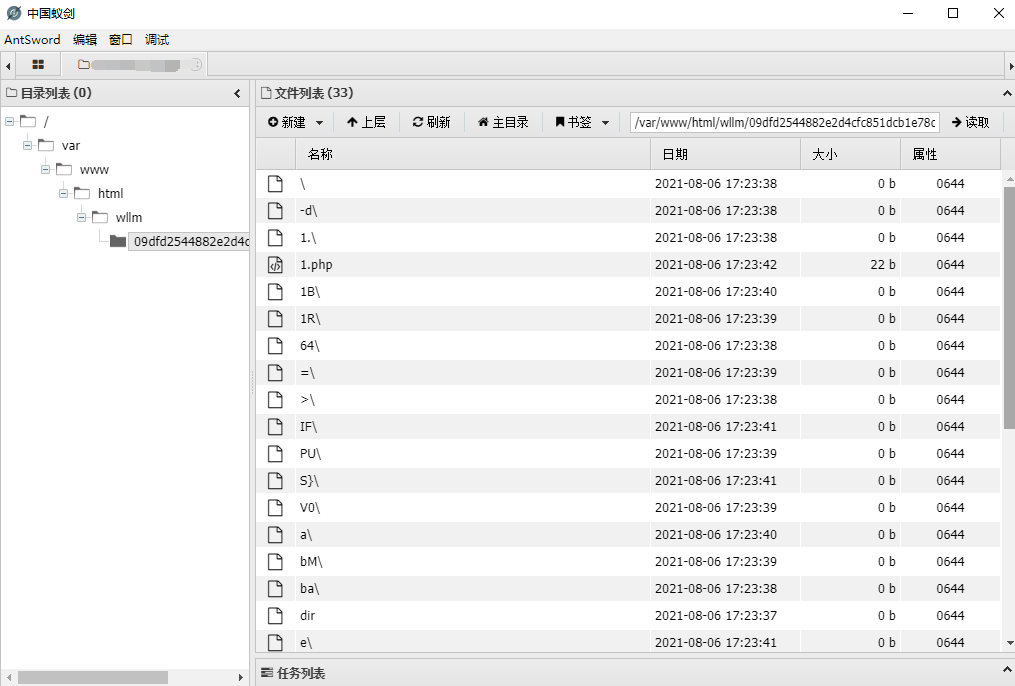 中国蚁剑
AntSword 编辑 窗口 调试
目录列表 (0)
/
var
www
html
wllm
09dfd2544882e2d4c
文件列表 (33)
新建 上层 刷新 主目录 书签 /var/www/html/wllm/09dfd2544882e2d4cfc851dcb1e78c 读取
名称 日期 大小 属性
\ 2021-08-06 17:23:38 0 b 0644
-d\ 2021-08-06 17:23:38 0 b 0644
1.\ 2021-08-06 17:23:38 0 b 0644
1.php 2021-08-06 17:23:42 22 b 0644
1B\ 2021-08-06 17:23:40 0 b 0644
1R\ 2021-08-06 17:23:39 0 b 0644
64\ 2021-08-06 17:23:38 0 b 0644
=\ 2021-08-06 17:23:39 0 b 0644
>\ 2021-08-06 17:23:38 0 b 0644
IF\ 2021-08-06 17:23:41 0 b 0644
PU\ 2021-08-06 17:23:39 0 b 0644
S}\ 2021-08-06 17:23:41 0 b 0644
V0\ 2021-08-06 17:23:39 0 b 0644
a\ 2021-08-06 17:23:40 0 b 0644
bM\ 2021-08-06 17:23:39 0 b 0644
ba\ 2021-08-06 17:23:38 0 b 0644
dir 2021-08-06 17:23:37 0 b 0644
e\ 2021-08-06 17:23:41 0 b 0644
任务列表